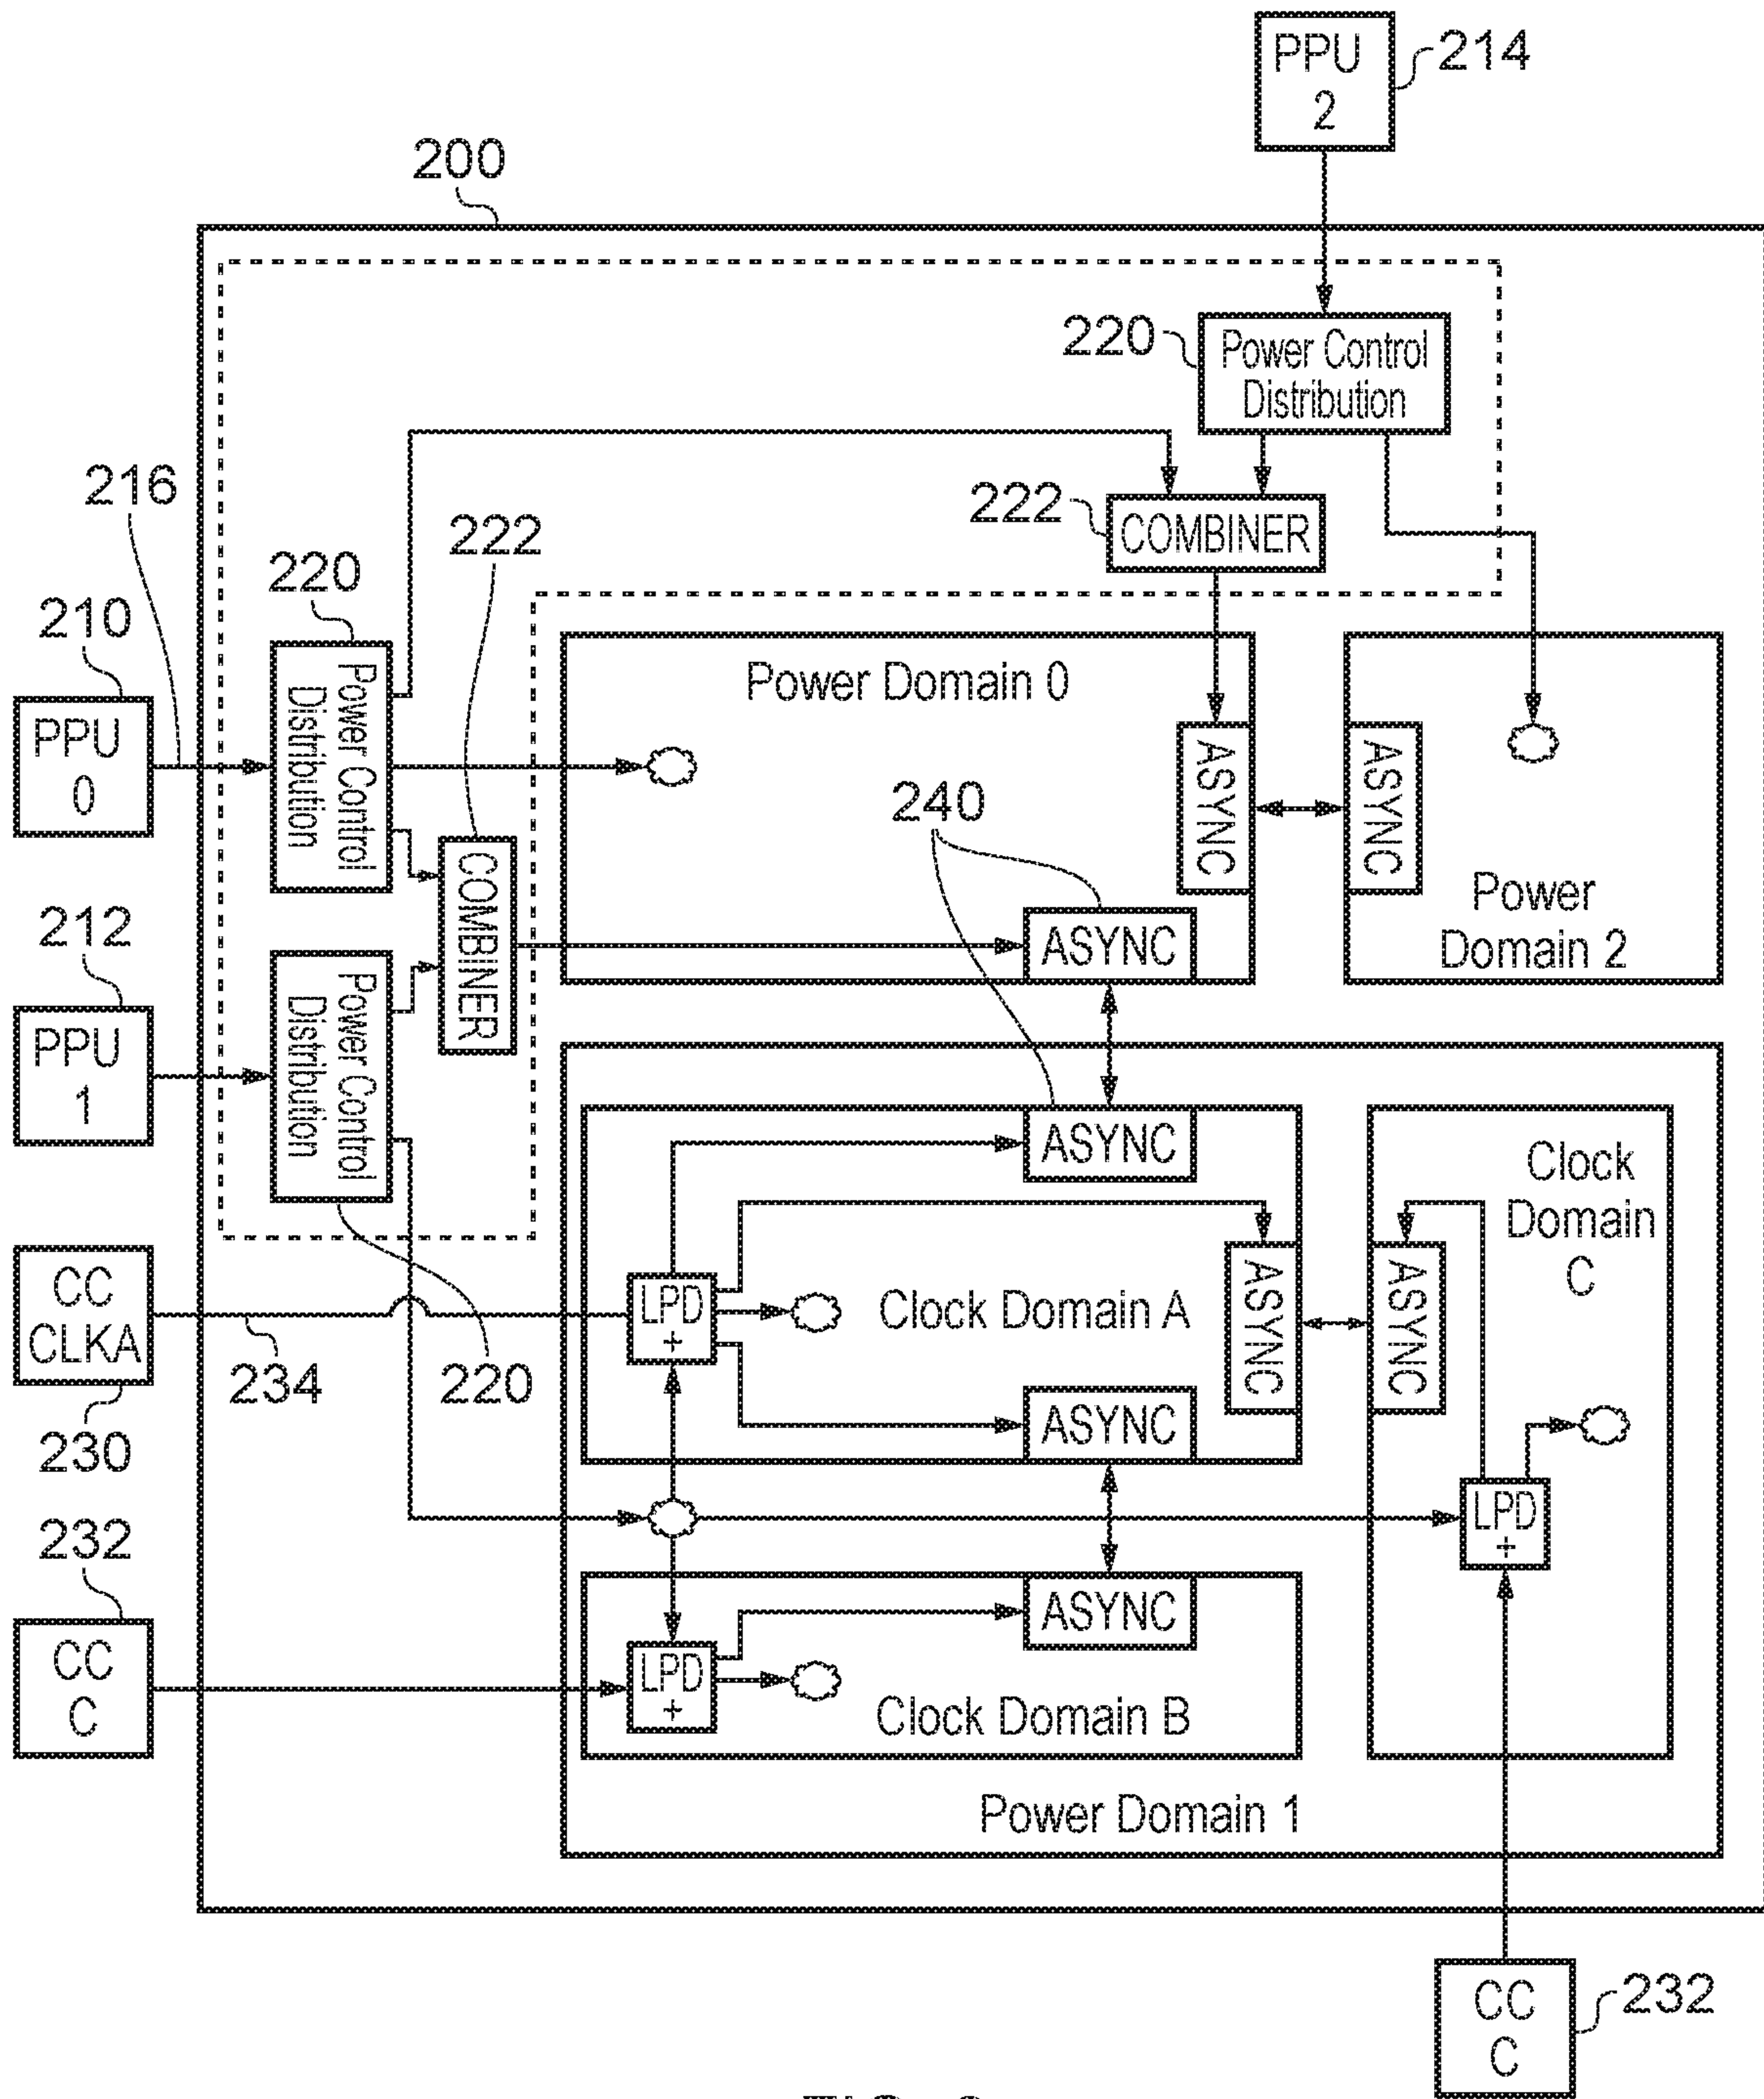 PPU
2
214
200
220
Power Control
Distribution
216
222
COMBINER
222
220
210
PPU
0
Power Control
Distribution
Power Domain 0
ASYNC
ASYNC
240
COMBINER
Power
Domain 2
212
ASYNC
PPU
1
Power Control
Distribution
ASYNC
Clock
Domain
C
CC
CLKA
230
234
220
LPD
+
Clock Domain A
ASYNC
ASYNC
ASYNC
LPD
+
232
CC
C
ASYNC
LPD
+
Clock Domain B
Power Domain 1
CC
C
232